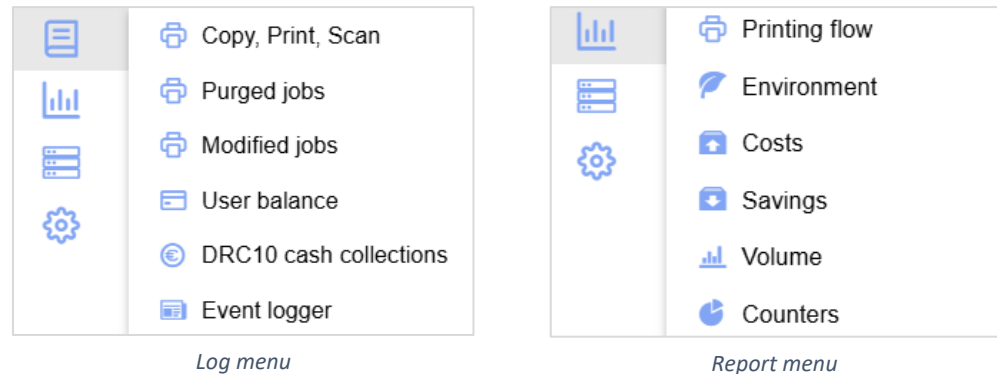 Copy, Print, Scan
Purged jobs
Modified jobs
User balance
DRC10 cash collections
Event logger
Log menu
Printing flow
Environment
Costs
Savings
Volume
Counters
Report menu